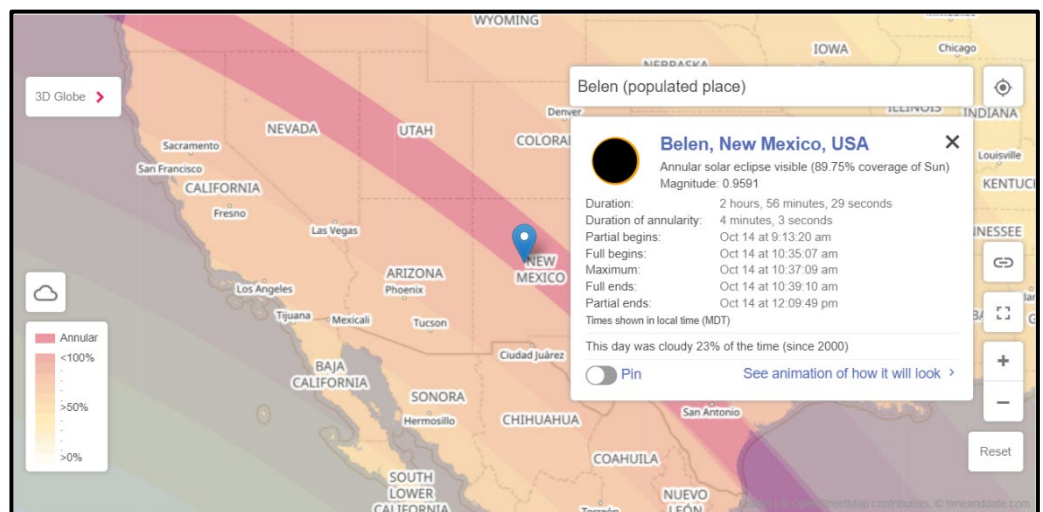 WYOMING
IOWA
Chicago
NEBRASKA
3D Globe
Belen (populated place)
Denver
ILLINOIS
INDIANA
NEVADA
UTAH
COLORA
Sacramento
San Francisco
CALIFORNIA
Fresno
Las Vegas
Belen, New Mexico, USA
Annular solar eclipse visible (89.75% coverage of Sun)
Magnitude: 0.9591
Louisville
KENTUC
Duration: 2 hours, 56 minutes, 29 seconds
Duration of annularity: 4 minutes, 3 seconds
Partial begins: Oct 14 at 9:13:20 am
Full begins: Oct 14 at 10:35:07 am
Maximum: Oct 14 at 10:37:09 am
Full ends: Oct 14 at 10:39:10 am
Partial ends: Oct 14 at 12:09:49 pm
Times shown in local time (MDT)
This day was cloudy 23% of the time (since 2000)
Pin
See animation of how it will look
NNESSEE
NEW
MEXICO
ARIZONA
Phoenix
Los Angeles
Tijuana
Mexicali
Tucson
Annular
<100%
>50%
>0%
Ciudad Juárez
BAJA
CALIFORNIA
SONORA
Hermosillo
CHIHUAHUA
San Antonio
Reset
COAHUILA
SOUTH
LOWER
CALIFORNIA
NUEVO
LEÓN
Torreón
OpenStreetMap contributors, © timeanddate.com